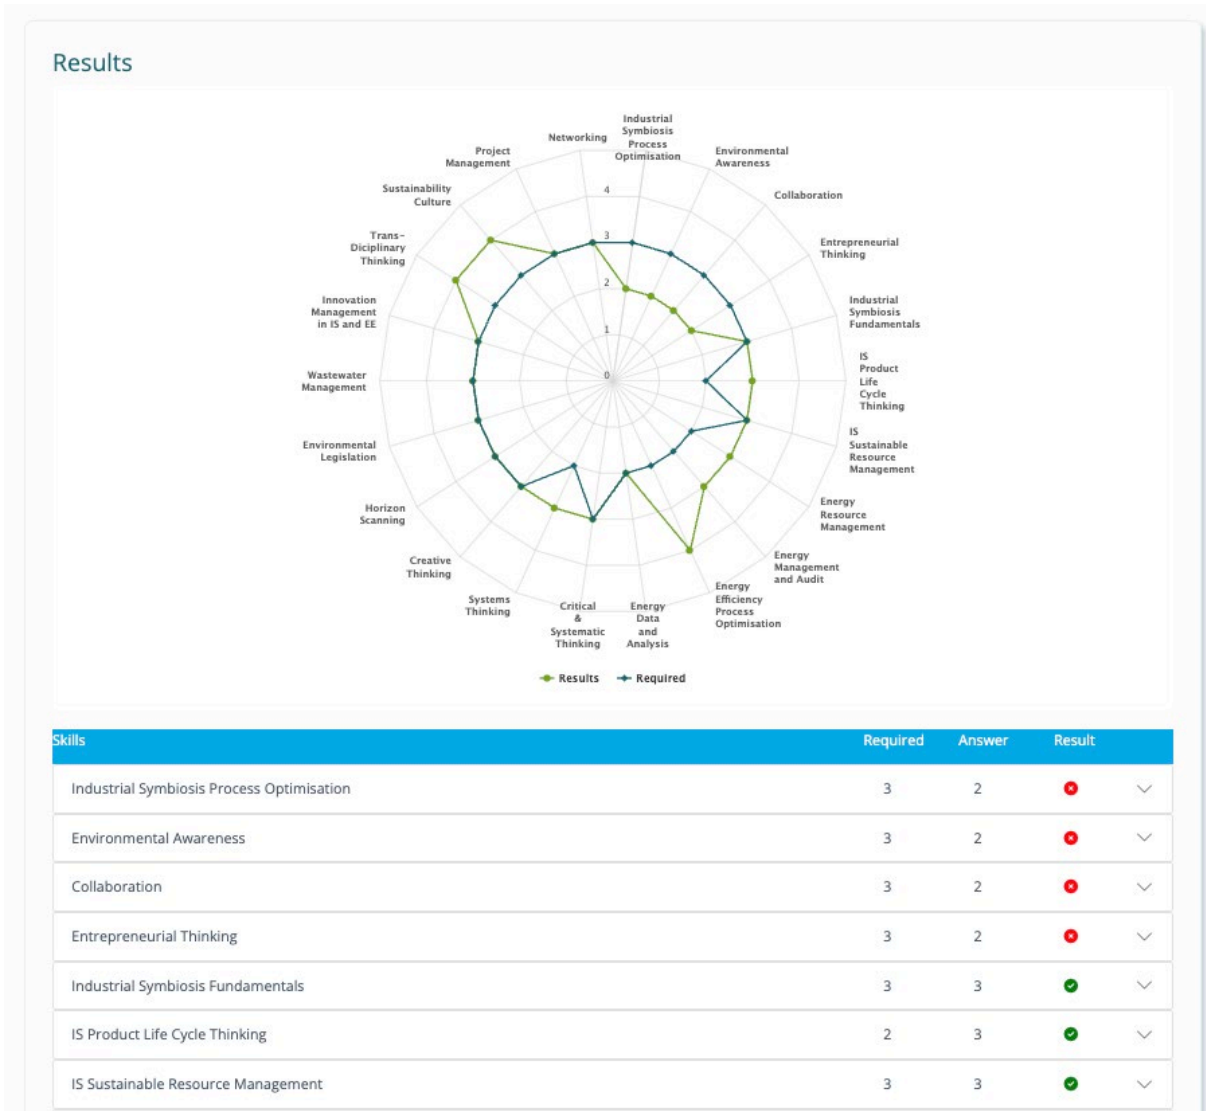 Results
Networking
Industrial
Symbiosis
Process
Optimisation
Environmental
Awareness
Collaboration
Entrepreneurial
Thinking
Industrial
Symbiosis
Fundamentals
IS
Product
Life
Cycle
Thinking
IS
Sustainable
Resource
Management
Energy
Resource
Management
Energy
Management
and Audit
Energy
Efficiency
Process
Optimisation
Energy
Data
and
Analysis
Critical
&
Systematic
Thinking
Systems
Thinking
Creative
Thinking
Horizon
Scanning
Environmental
Legislation
Wastewater
Management
Innovation
Management
in IS and EE
Trans-
Diciplinary
Thinking
Sustainability
Culture
Project
Management
4
3
2
1
0
Results Required
Skills Required Answer Result
Industrial Symbiosis Process Optimisation 3 2
Environmental Awareness 3 2
Collaboration 3 2
Entrepreneurial Thinking 3 2
Industrial Symbiosis Fundamentals 3 3
IS Product Life Cycle Thinking 2 3
IS Sustainable Resource Management 3 3